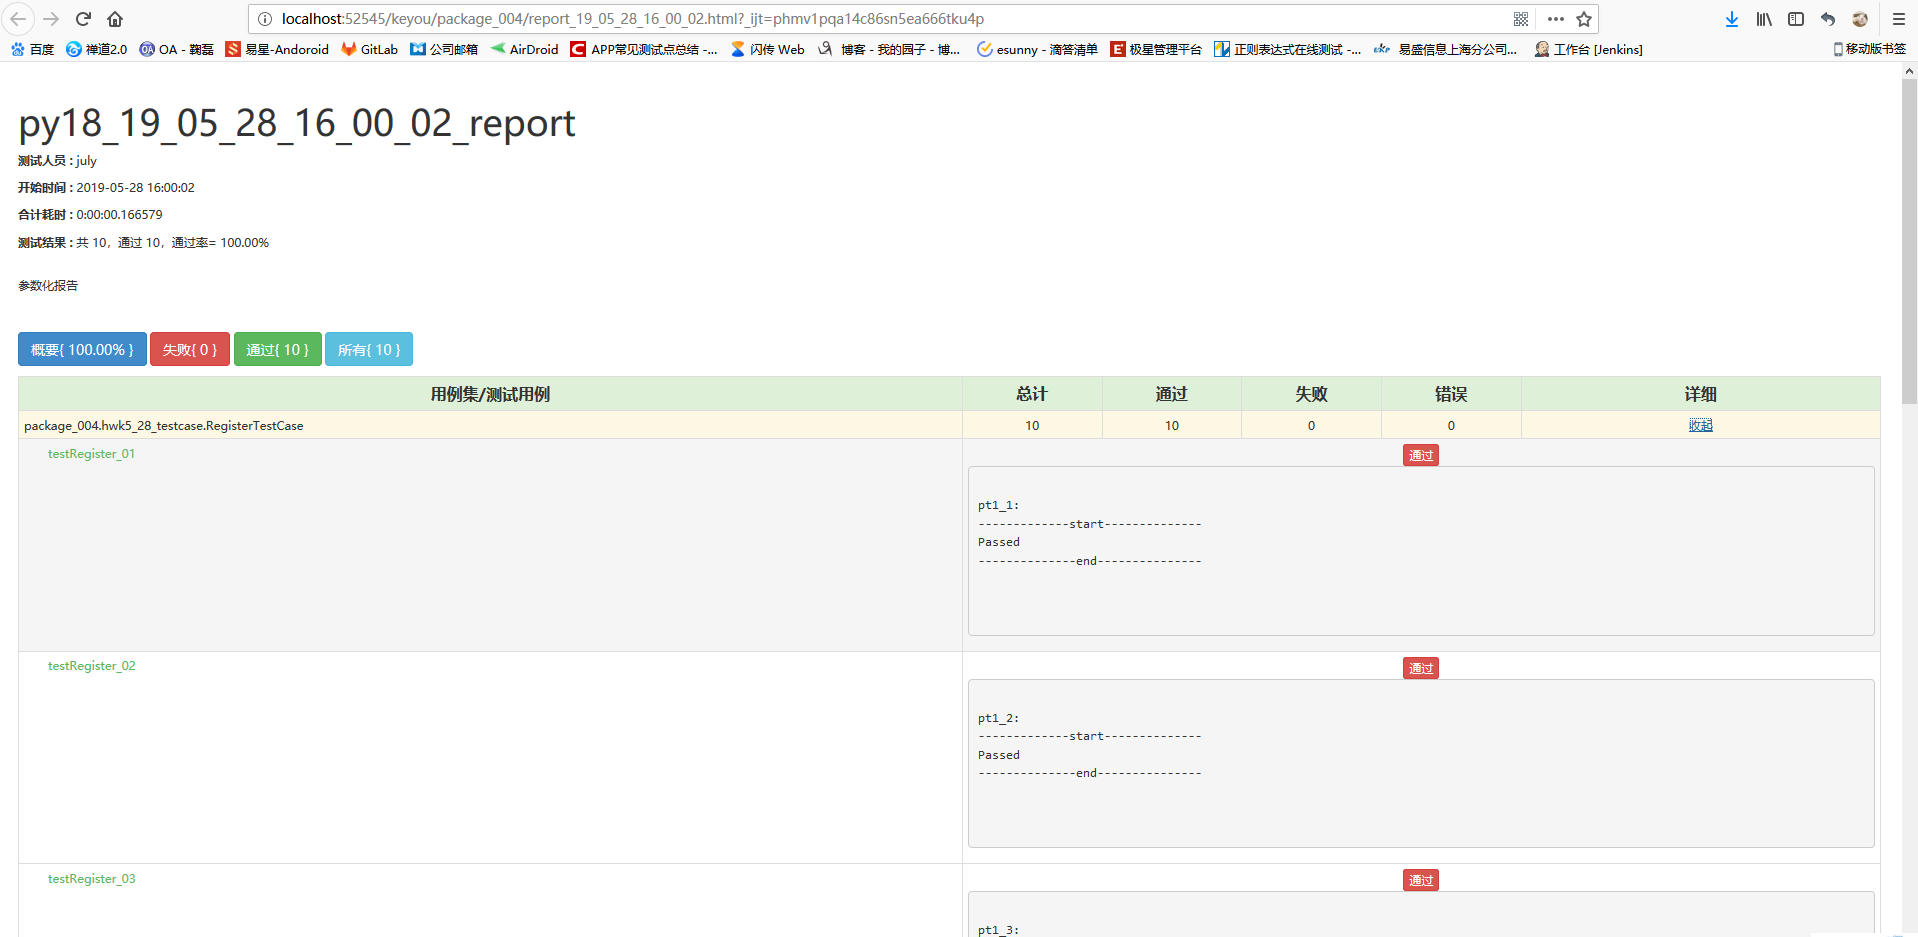 localhost:52545/keyou/package_004/report_19_05_28_16_00_02.html?_ijt=phmv1pqa14c86sn5ea666tku4p
百度 禅道2.0 OA - 鞠磊 易星-Andoroid GitLab 公司邮箱 AirDroid APP常见测试点总结 -... 闪传 Web 博客 - 我的园子 - 博... esunny - 滴答清单 极星管理平台 正则表达式在线测试 -... 易盛信息上海分公司... 工作台 [Jenkins] 移动版书签
py18_19_05_28_16_00_02_report
测试人员 : july
开始时间 : 2019-05-28 16:00:02
合计耗时 : 0:00:00.166579
测试结果 : 共 10，通过 10，通过率= 100.00%
参数化报告
概要{ 100.00% } 失败{ 0 } 通过{ 10 } 所有{ 10 }
用例集/测试用例 总计 通过 失败 错误 详细
package_004.hwk5_28_testcase.RegisterTestCase 10 10 0 0 收起
testRegister_01 通过
pt1_1:
-------------start--------------
Passed
--------------end---------------
testRegister_02 通过
pt1_2:
-------------start--------------
Passed
--------------end---------------
testRegister_03 通过
pt1_3: